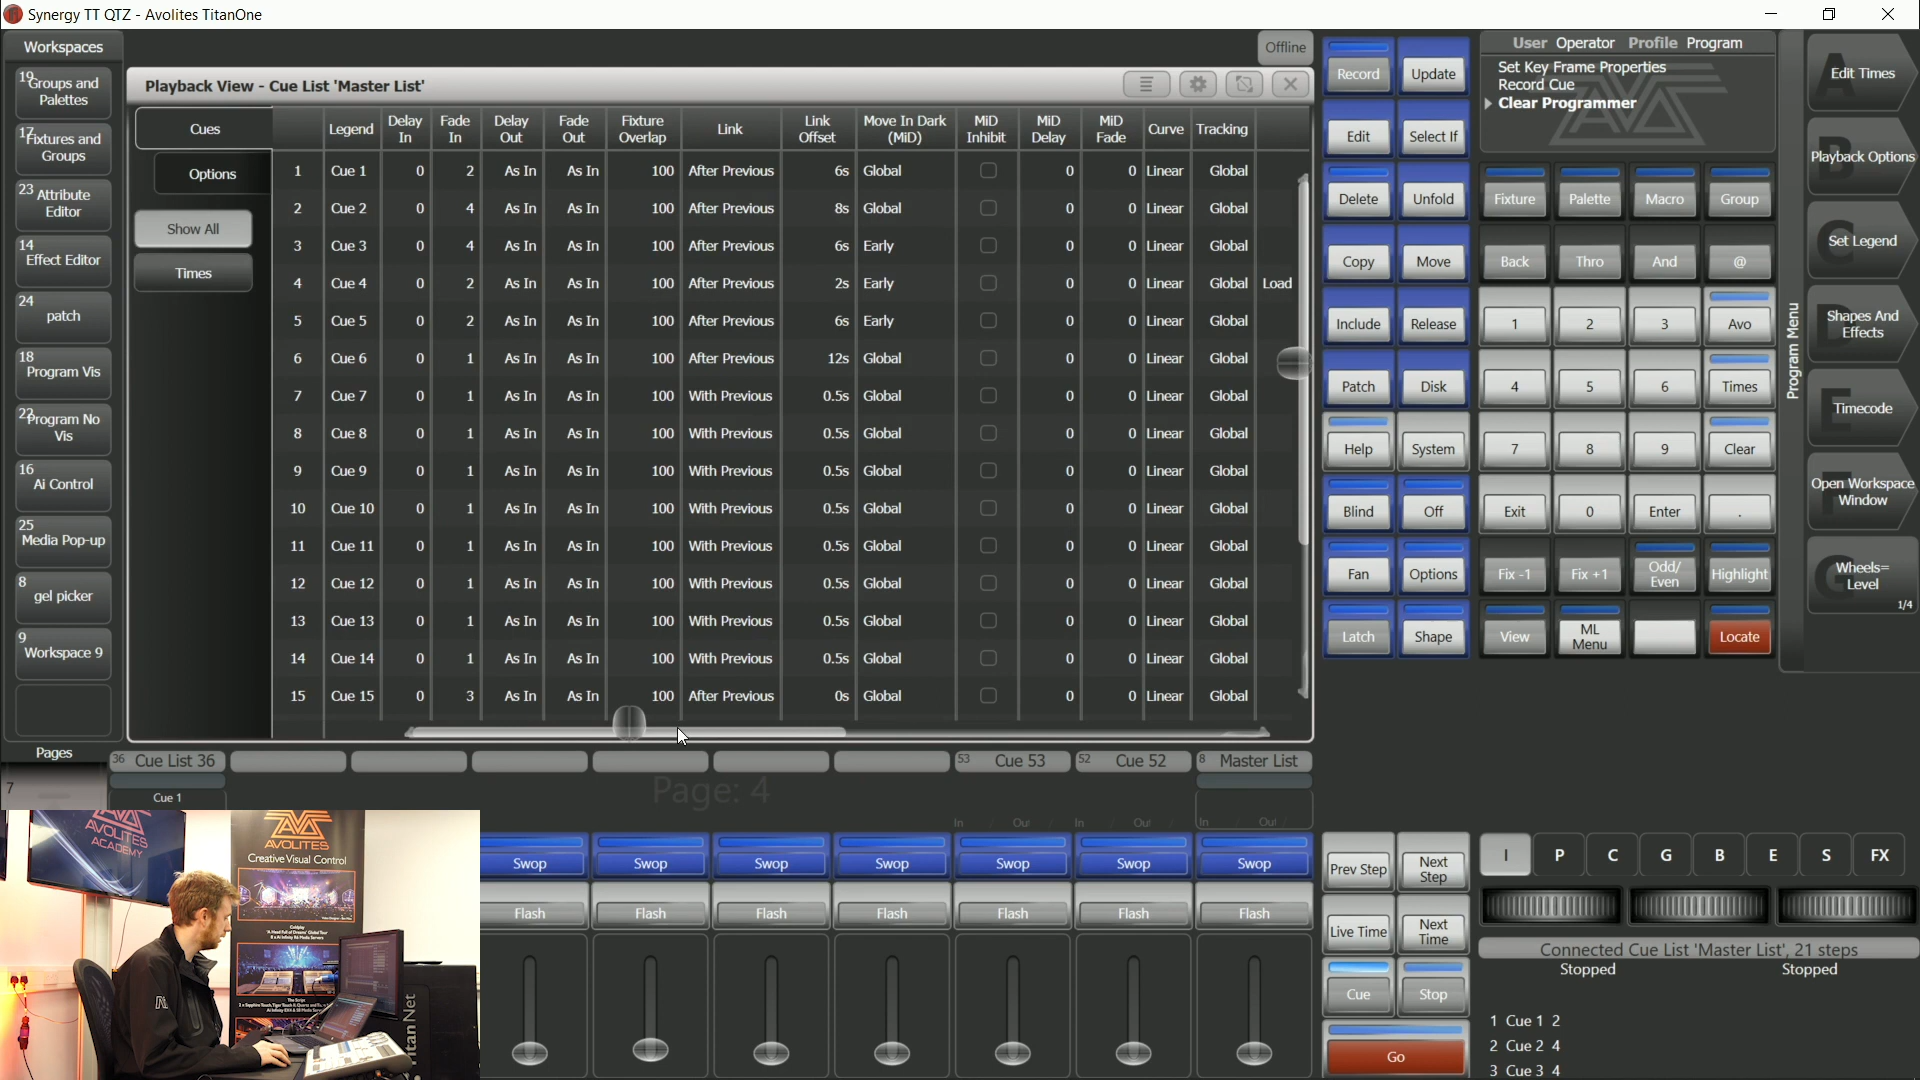 Synergy TT QTZ - Avolites TitanOne
Workspaces
19 Groups and Palettes
17 Fixtures and Groups
23 Attribute Editor
14 Effect Editor
24 patch
18 Program Vis
22 Program No Vis
16 Ai Control
25 Media Pop-up
8 gel picker
9 Workspace 9
Pages
7
Offline
Playback View - Cue List 'Master List'
Cues
Options
Show All
Times
Legend Delay In Fade In Delay Out Fade Out Fixture Overlap Link Link Offset Move In Dark (MiD) MiD Inhibit MiD Delay MiD Fade Curve Tracking
1 Cue 1 0 2 As In As In 100 After Previous 6s Global 0 0 Linear Global
2 Cue 2 0 4 As In As In 100 After Previous 8s Global 0 0 Linear Global
3 Cue 3 0 4 As In As In 100 After Previous 6s Early 0 0 Linear Global
4 Cue 4 0 2 As In As In 100 After Previous 2s Early 0 0 Linear Global Load
5 Cue 5 0 2 As In As In 100 After Previous 6s Early 0 0 Linear Global
6 Cue 6 0 1 As In As In 100 After Previous 12s Global 0 0 Linear Global
7 Cue 7 0 1 As In As In 100 With Previous 0.5s Global 0 0 Linear Global
8 Cue 8 0 1 As In As In 100 With Previous 0.5s Global 0 0 Linear Global
9 Cue 9 0 1 As In As In 100 With Previous 0.5s Global 0 0 Linear Global
10 Cue 10 0 1 As In As In 100 With Previous 0.5s Global 0 0 Linear Global
11 Cue 11 0 1 As In As In 100 With Previous 0.5s Global 0 0 Linear Global
12 Cue 12 0 1 As In As In 100 With Previous 0.5s Global 0 0 Linear Global
13 Cue 13 0 1 As In As In 100 With Previous 0.5s Global 0 0 Linear Global
14 Cue 14 0 1 As In As In 100 With Previous 0.5s Global 0 0 Linear Global
15 Cue 15 0 3 As In As In 100 After Previous 0s Global 0 0 Linear Global
36 Cue List 36 53 Cue 53 52 Cue 52 8 Master List
Cue 1
Page: 4
In / Out / In / Out / In / Out /
Swop Swop Swop Swop Swop Swop Swop
Flash Flash Flash Flash Flash Flash Flash
Record Update
Edit Select If
Delete Unfold
Copy Move
Include Release
Patch Disk
Help System
Blind Off
Fan Options
Latch Shape
User Operator Profile Program
Set Key Frame Properties
Record Cue
Clear Programmer
Fixture Palette Macro Group
Back Thro And @
1 2 3 Avo
4 5 6 Times
7 8 9 Clear
Exit 0 Enter .
Fix -1 Fix +1 Odd/Even Highlight
View ML Menu Locate
Program Menu
A Edit Times
B Playback Options
C Set Legend
D Shapes And Effects
E Timecode
F Open Workspace Window
G Wheels= Level
1/4
Prev Step Next Step
Live Time Next Time
Cue Stop
Go
I P C G B E S FX
Connected Cue List 'Master List', 21 steps
Stopped Stopped
1 Cue 1 2
2 Cue 2 4
3 Cue 3 4
AVOLITES
ACADEMY
AVOLITES
Creative Visual Control
Coldplay
'A Head Full of Dreams' Global Tour
The Script
TitanNet